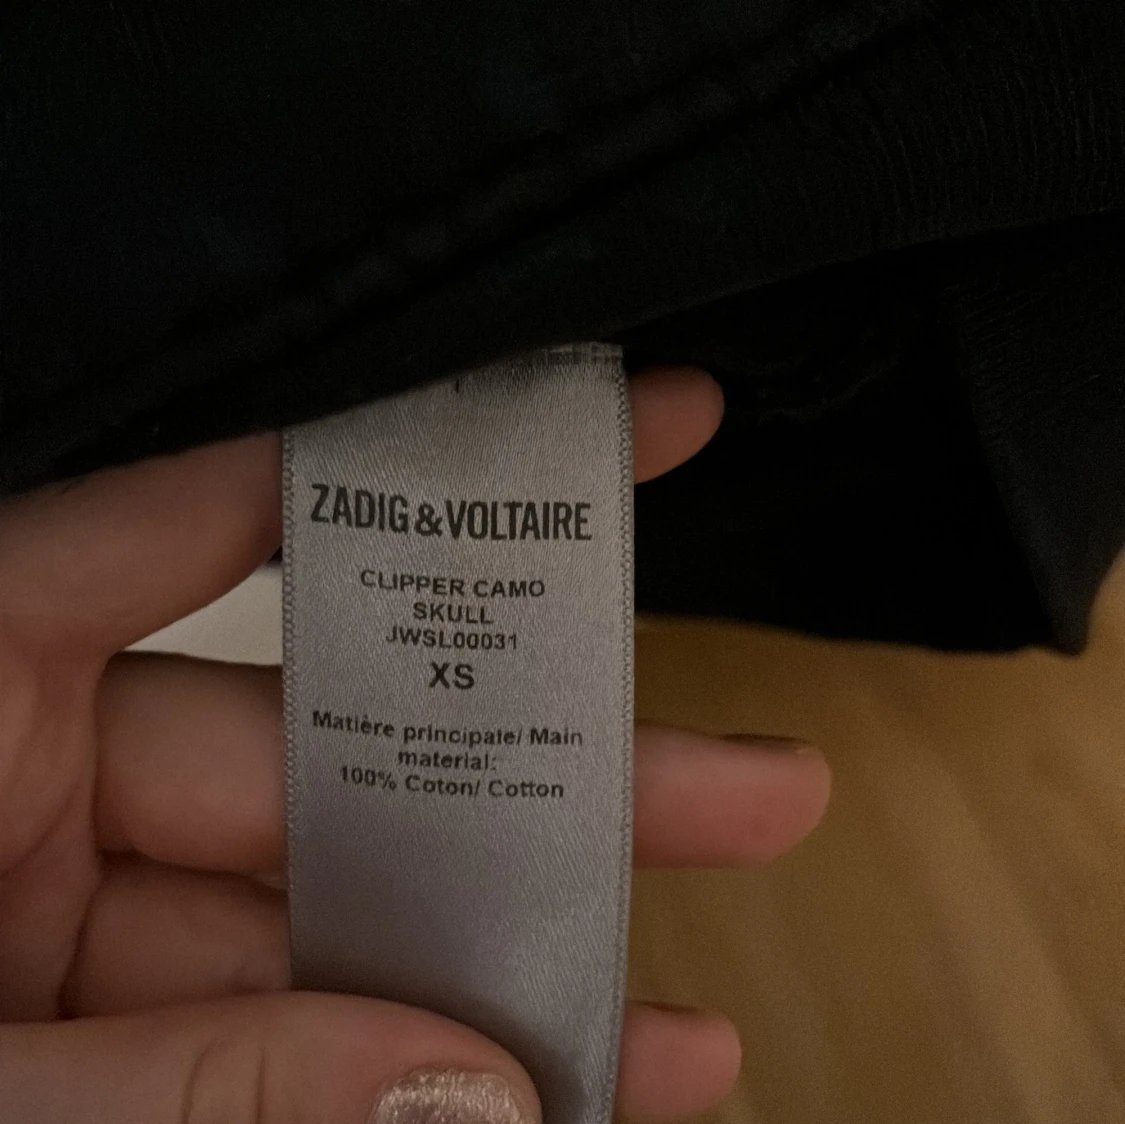 ZADIG&VOLTAIRE
CLIPPER CAMO
SKULL
JWSL00031
XS
Matière principale/ Main
material:
100% Coton/ Cotton